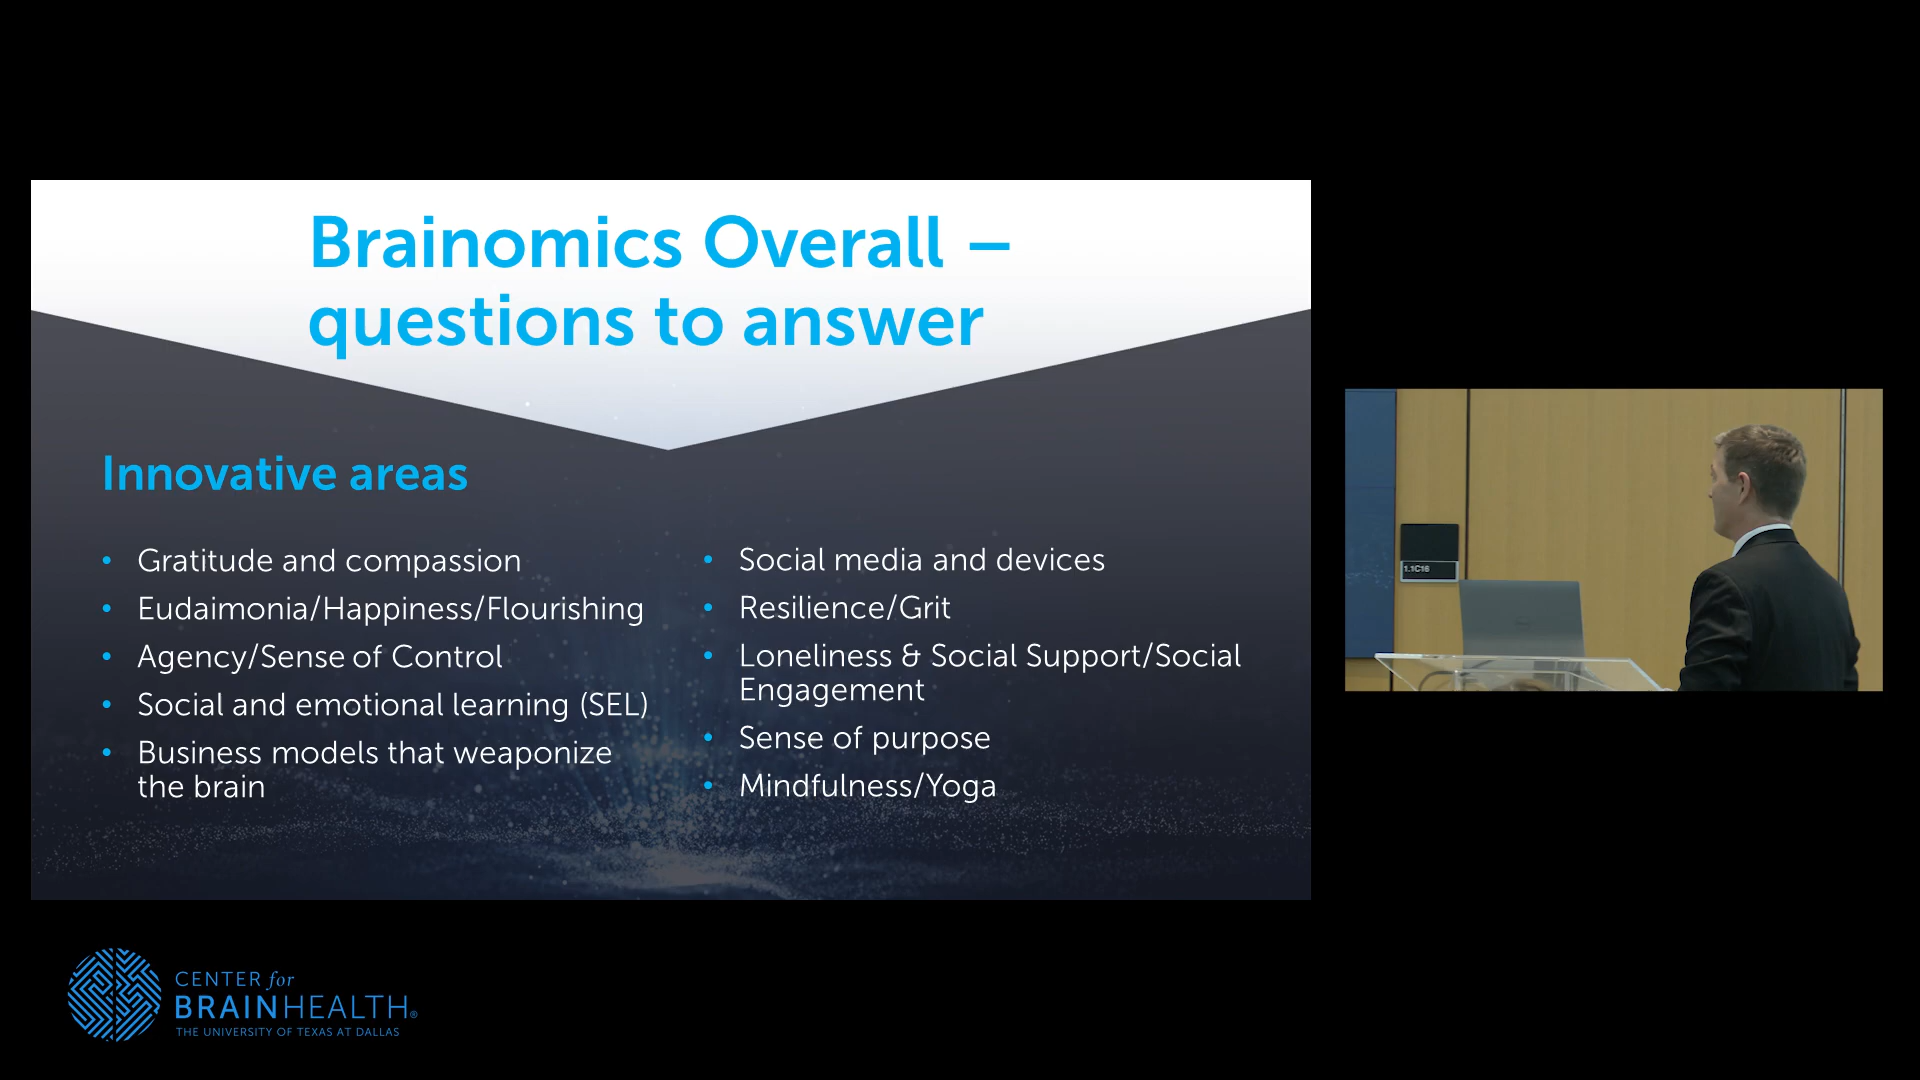 Brainomics Overall –
questions to answer
Innovative areas
• Gratitude and compassion
• Eudaimonia/Happiness/Flourishing
• Agency/Sense of Control
• Social and emotional learning (SEL)
• Business models that weaponize
the brain
• Social media and devices
• Resilience/Grit
• Loneliness & Social Support/Social
Engagement
• Sense of purpose
• Mindfulness/Yoga
1.1C16
CENTER for
BRAINHEALTH®
THE UNIVERSITY OF TEXAS AT DALLAS